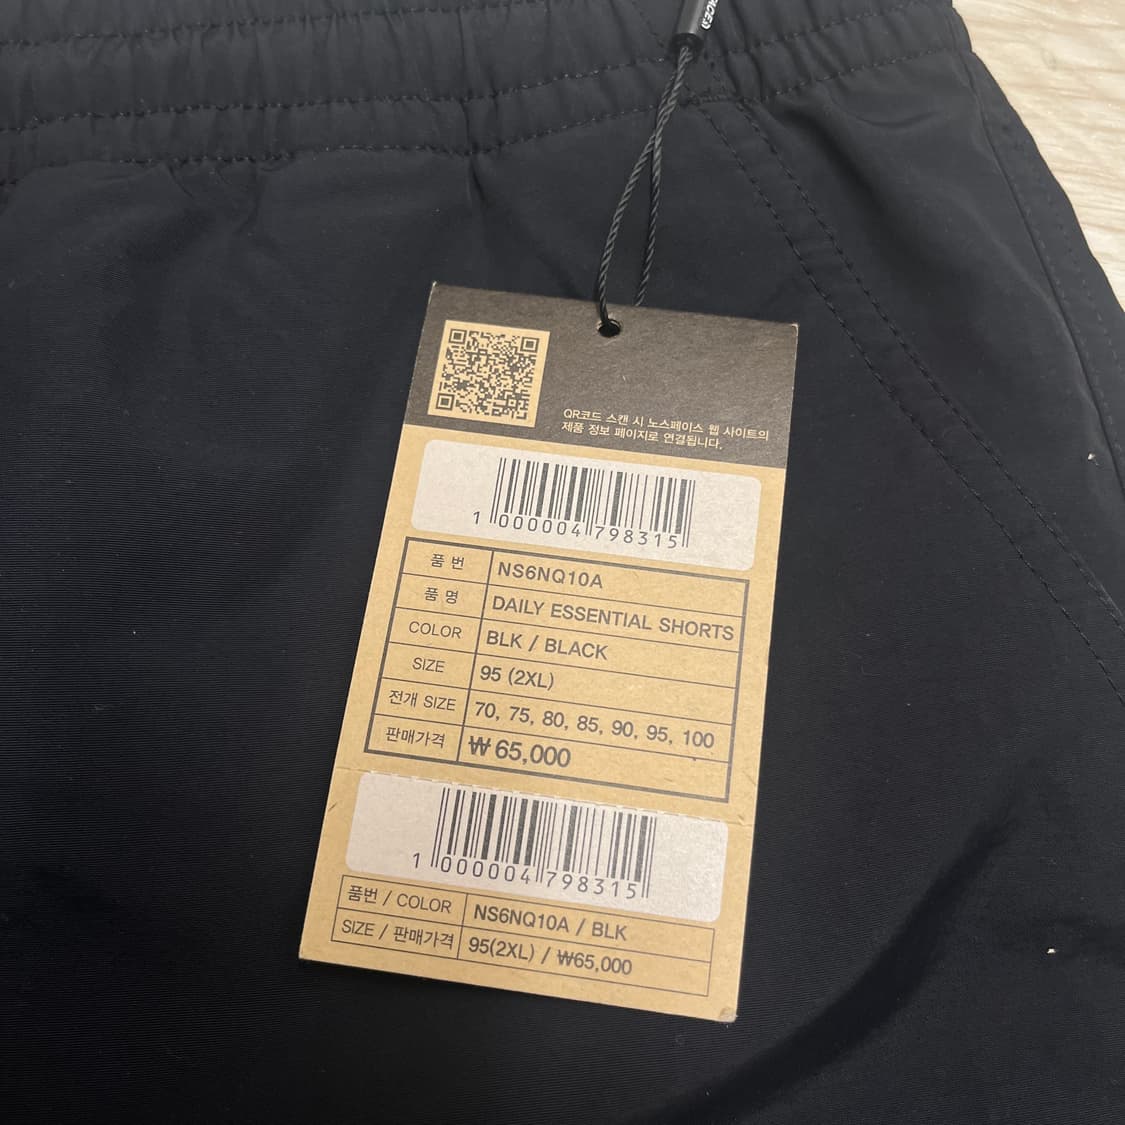 QR코드 스캔 시 노스페이스 웹 사이트의
제품 정보 페이지로 연결됩니다.
1 000004 798315
품 번 NS6NQ10A
품 명 DAILY ESSENTIAL SHORTS
COLOR BLK / BLACK
SIZE 95 (2XL)
전개 SIZE 70, 75, 80, 85, 90, 95, 100
판매가격 ₩ 65,000
1 000004 798315
품번 / COLOR NS6NQ10A / BLK
SIZE / 판매가격 95(2XL) / ₩65,000